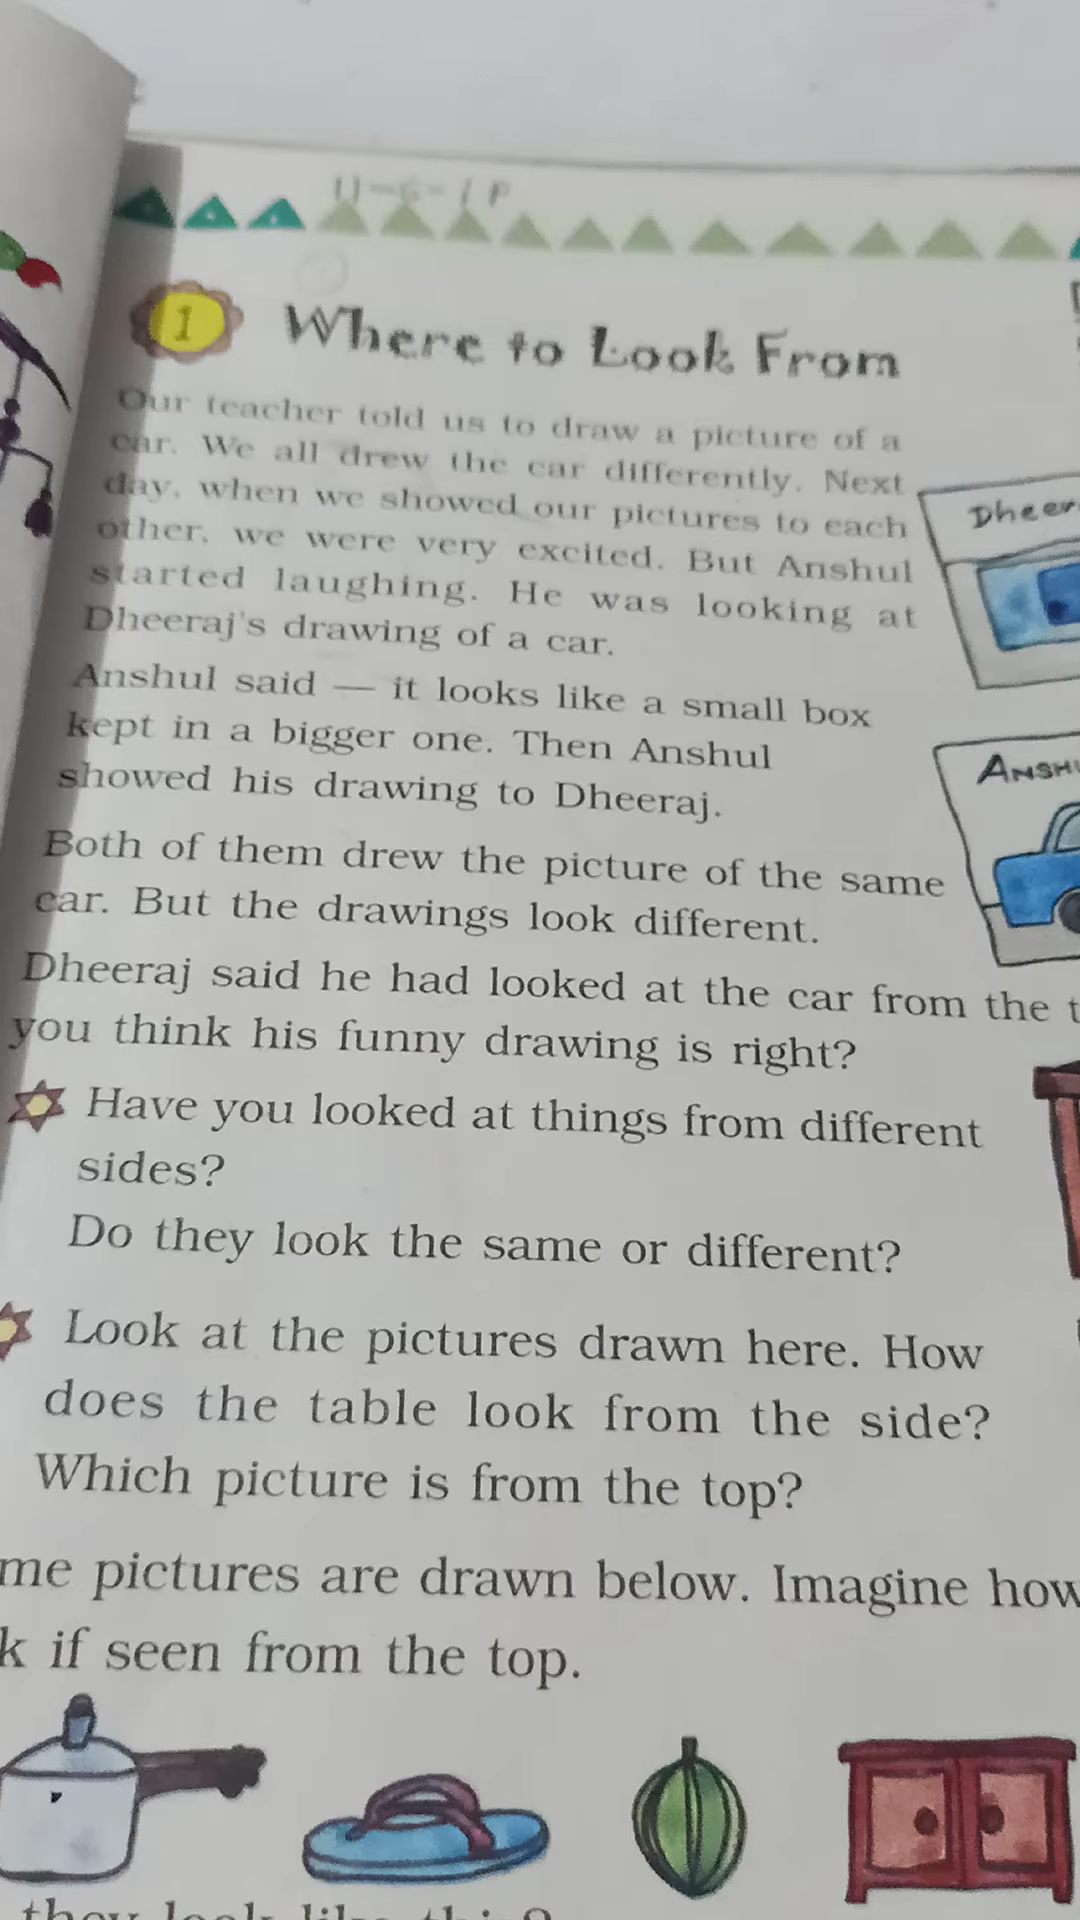 1 Where to Look From
Our teacher told us to draw a picture of a
car. We all drew the car differently. Next
day, when we showed our pictures to each
other, we were very excited. But Anshul
started laughing. He was looking at
Dheeraj's drawing of a car.
Anshul said — it looks like a small box
kept in a bigger one. Then Anshul
showed his drawing to Dheeraj.
Both of them drew the picture of the same
car. But the drawings look different.
Dheeraj said he had looked at the car from the t
you think his funny drawing is right?
Have you looked at things from different
sides?
Do they look the same or different?
Look at the pictures drawn here. How
does the table look from the side?
Which picture is from the top?
me pictures are drawn below. Imagine how
k if seen from the top.
Dheer
Anshu